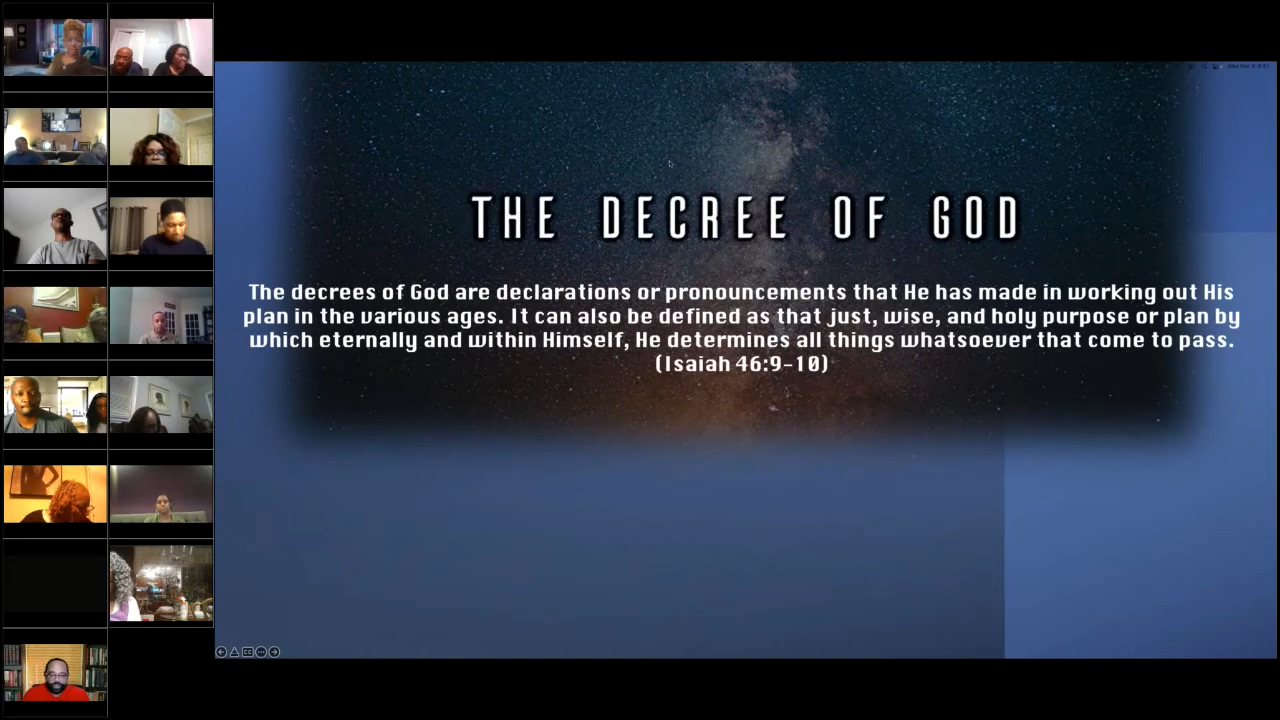 THE DECREE OF GOD
The decrees of God are declarations or pronouncements that He has made in working out His
plan in the various ages. It can also be defined as that just, wise, and holy purpose or plan by
which eternally and within Himself, He determines all things whatsoever that come to pass.
(Isaiah 46:9-10)